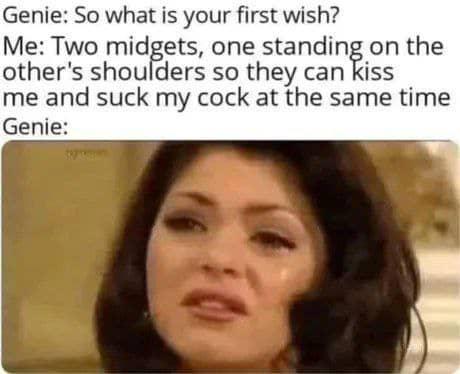 Genie: So what is your first wish?
Me: Two midgets, one standing on the
other's shoulders so they can kiss
me and suck my cock at the same time
Genie: